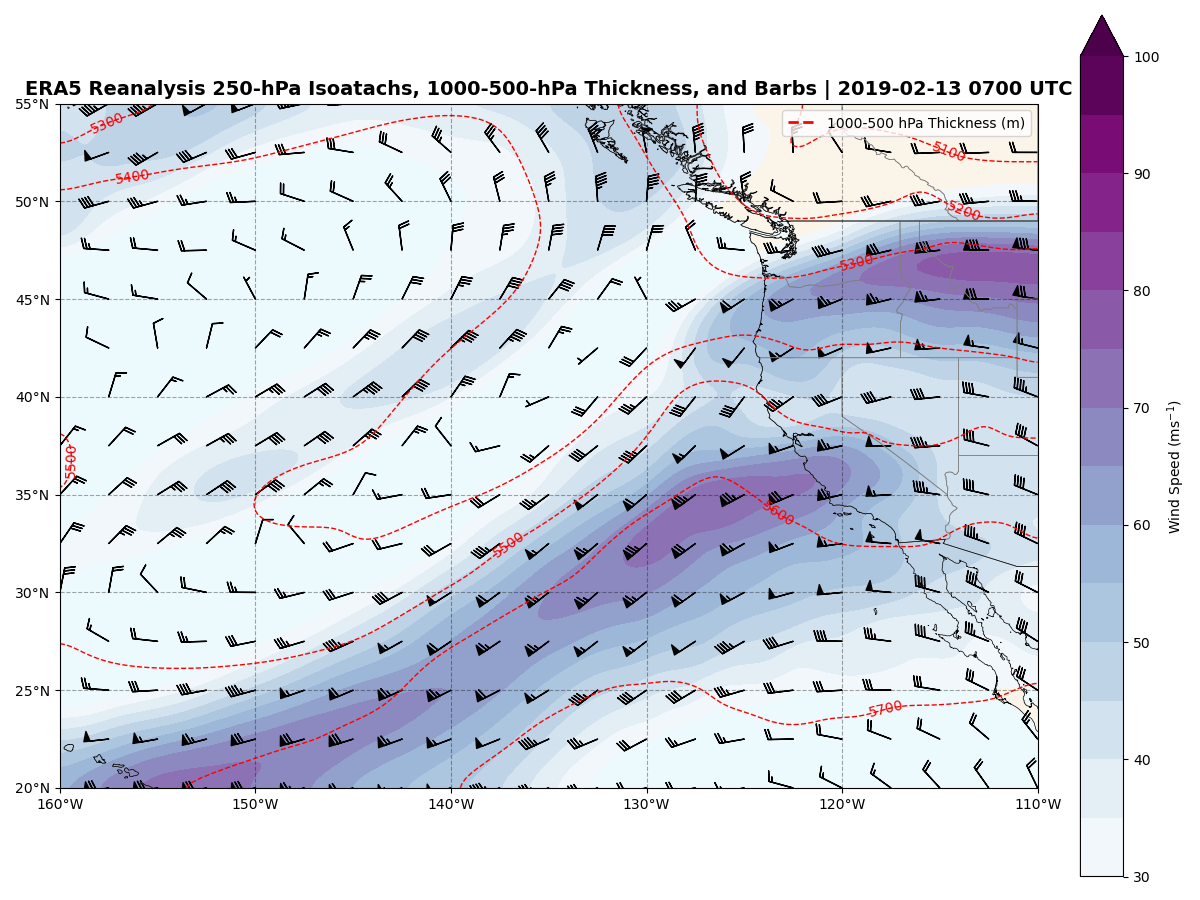 ERA5 Reanalysis 250-hPa Isoatachs, 1000-500-hPa Thickness, and Barbs | 2019-02-13 0700 UTC
1000-500 hPa Thickness (m)
55°N
50°N
45°N
40°N
35°N
30°N
25°N
20°N
160°W
150°W
140°W
130°W
120°W
110°W
5300
5400
5100
5200
5300
5500
5500
5600
5700
100
90
80
70
60
50
40
30
Wind Speed (ms⁻¹)